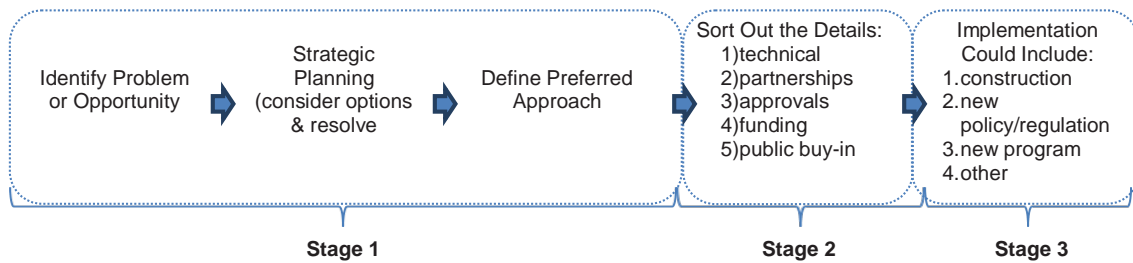 Identify Problem
or Opportunity
Strategic
Planning
(consider options
& resolve
Define Preferred
Approach
Sort Out the Details:
1)technical
2)partnerships
3)approvals
4)funding
5)public buy-in
Implementation
Could Include:
1.construction
2.new
policy/regulation
3.new program
4.other
Stage 1
Stage 2
Stage 3